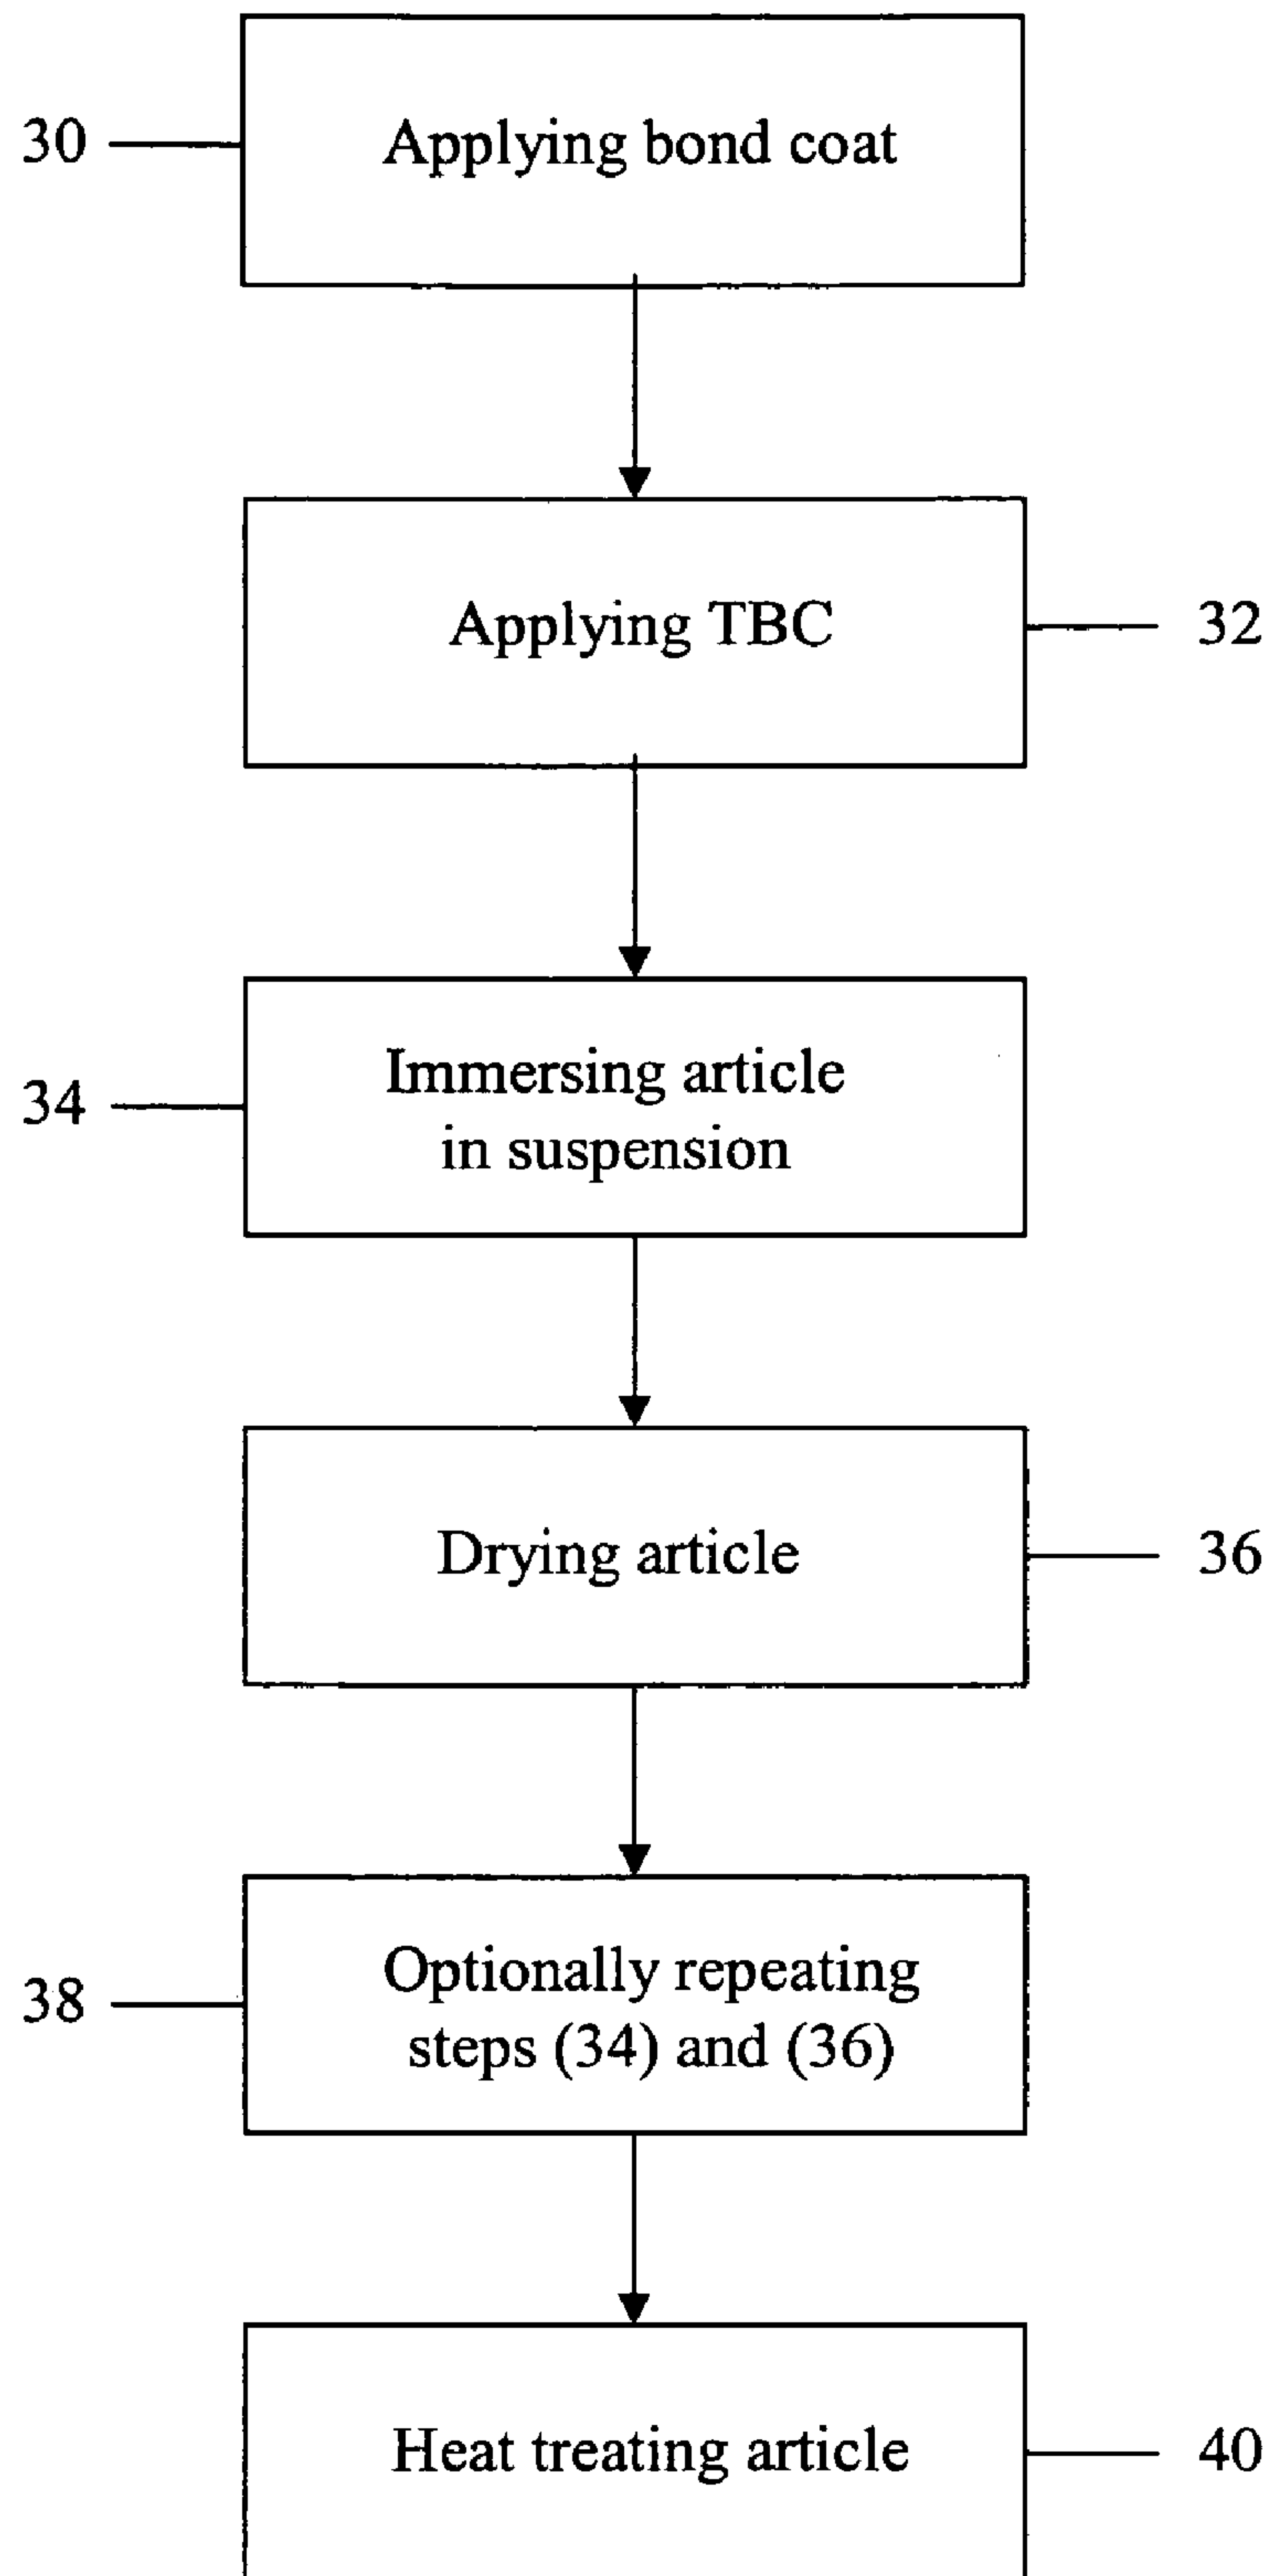 30
Applying bond coat
Applying TBC
32
34
Immersing article
in suspension
Drying article
36
38
Optionally repeating
steps (34) and (36)
Heat treating article
40